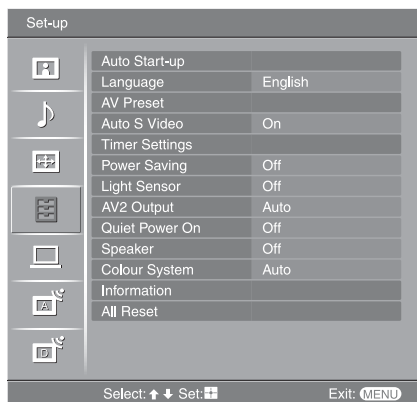 Set-up
Auto Start-up
Language English
AV Preset
Auto S Video On
Timer Settings
Power Saving Off
Light Sensor Off
AV2 Output Auto
Quiet Power On Off
Speaker Off
Colour System Auto
Information
All Reset
A
D
Select: Set: Exit: MENU